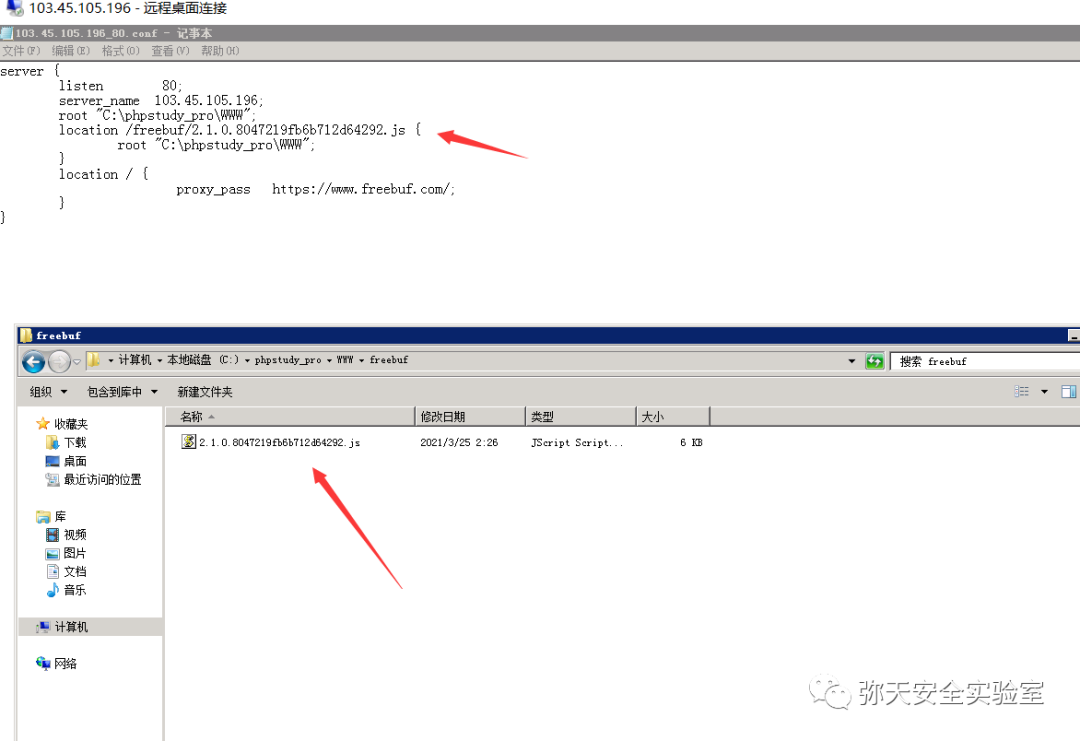 103.45.105.196 - 远程桌面连接
103.45.105.196_80.conf - 记事本
文件(F) 编辑(E) 格式(O) 查看(V) 帮助(H)
server {
listen 80;
server_name 103.45.105.196;
root "C:\phpstudy_pro\WWW";
location /freebuf/2.1.0.8047219fb6b712d64292.js {
root "C:\phpstudy_pro\WWW";
}
location / {
proxy_pass https://www.freebuf.com/;
}
}
freebuf
计算机 本地磁盘 (C:) phpstudy_pro WWW freebuf
搜索 freebuf
组织 包含到库中 新建文件夹
名称 修改日期 类型 大小
2.1.0.8047219fb6b712d64292.js 2021/3/25 2:26 JScript Script... 6 KB
收藏夹
下载
桌面
最近访问的位置
库
视频
图片
文档
音乐
计算机
网络
弥天安全实验室